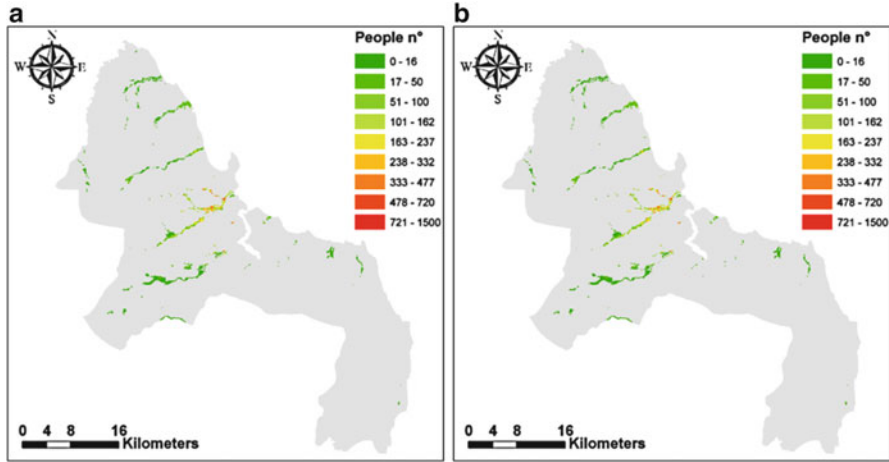 a
N
W E
S
People n°
0 - 16
17 - 50
51 - 100
101 - 162
163 - 237
238 - 332
333 - 477
478 - 720
721 - 1500
0 4 8 16
Kilometers
b
N
W E
S
People n°
0 - 16
17 - 50
51 - 100
101 - 162
163 - 237
238 - 332
333 - 477
478 - 720
721 - 1500
0 4 8 16
Kilometers